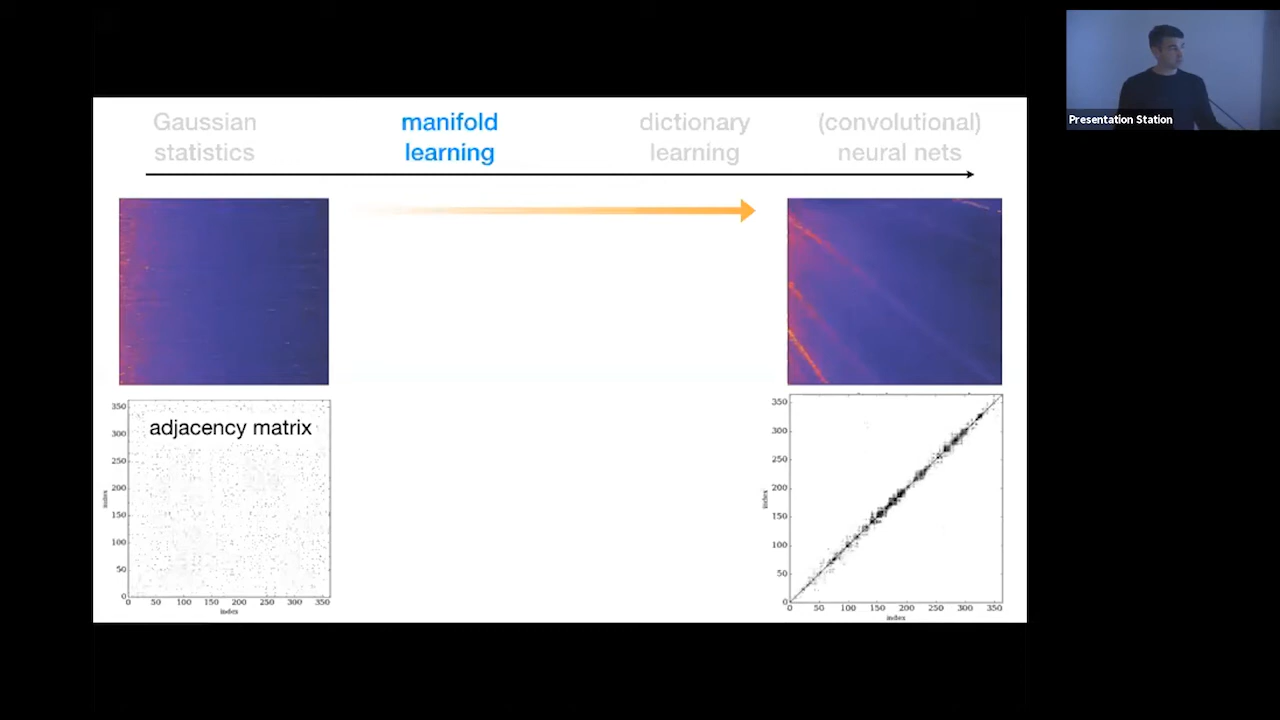 Gaussian
statistics
manifold
learning
dictionary
learning
(convolutional)
neural nets
Presentation Station
adjacency matrix
350
300
250
200
150
100
50
0
0 50 100 150 200 250 300 350
index
index
350
300
250
200
150
100
50
0
0 50 100 150 200 250 300 350
index
index